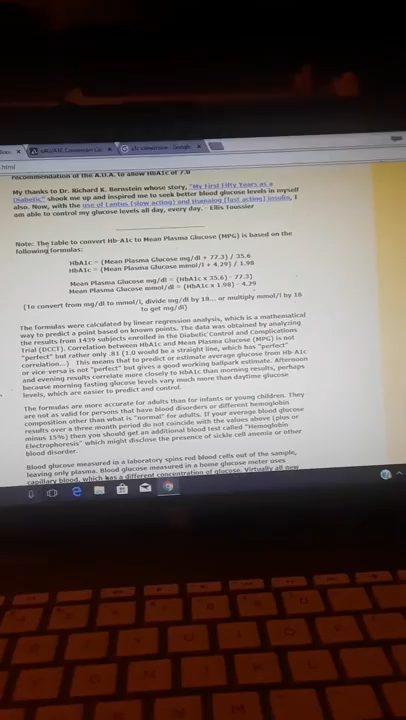 eAG/A1C Conversion Ca
a1c conversion - Google
.html
recommendation of the A.D.A. to allow HbA1c of 7.0
My thanks to Dr. Richard K. Bernstein whose story, "My First Fifty Years as a
Diabetic" shook me up and inspired me to seek better blood glucose levels in myself
also. Now, with the use of Lantus (slow acting) and Humalog (fast acting) insulin, I
am able to control my glucose levels all day, every day. - Ellis Toussier
Note: The table to convert Hb-A1c to Mean Plasma Glucose (MPG) is based on the
following formulas:
HbA1c = (Mean Plasma Glucose mg/dl + 77.3) / 35.6
HbA1c = (Mean Plasma Glucose mmol/l + 4.29) / 1.98
Mean Plasma Glucose mg/dl = (HbA1c x 35.6) - 77.3)
Mean Plasma Glucose mmol/dl = (HbA1c x 1.98) - 4.29
(To convert from mg/dl to mmol/l, divide mg/dl by 18... or multiply mmol/l by 18
to get mg/dl)
The formulas were calculated by linear regression analysis, which is a mathematical
way to predict a point based on known points. The data was obtained by analyzing
the results from 1439 subjects enrolled in the Diabetic Control and Complications
Trial (DCCT). Correlation between HbA1c and Mean Plasma Glucose (MPG) is not
"perfect" but rather only .81 (1.0 would be a straight line, which has "perfect"
correlation...) This means that to predict or estimate average glucose from Hb-A1c
or vice-versa is not "perfect" but gives a good working ballpark estimate. Afternoon
and evening results correlate more closely to HbA1c than morning results, perhaps
because morning fasting glucose levels vary much more than daytime glucose
levels, which are easier to predict and control.
The formulas are more accurate for adults than for infants or young children. They
are not as valid for persons that have blood disorders or different hemoglobin
composition other than what is "normal" for adults. If your average blood glucose
results over a three month period do not coincide with the values above (plus or
minus 15%) then you should get an additional blood test called "Hemoglobin
Electrophoresis" which might disclose the presence of sickle cell anemia or other
blood disorder.
Blood glucose measured in a laboratory spins red blood cells out of the sample,
leaving only plasma. Blood glucose measured in a home glucose meter uses
capillary blood, which has a different concentration of glucose. Virtually all new